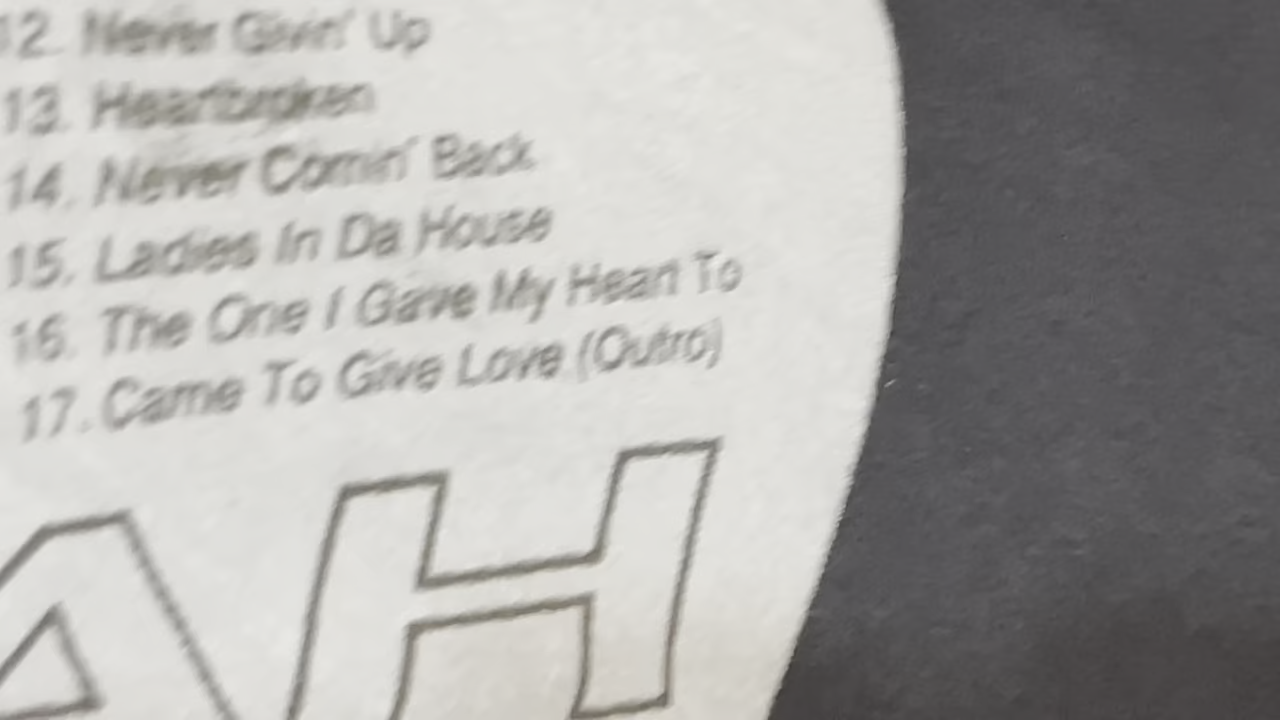 12. Never Givin' Up
13. Heartbroken
14. Never Comin' Back
15. Ladies In Da House
16. The One I Gave My Heart To
17. Came To Give Love (Outro)
AH